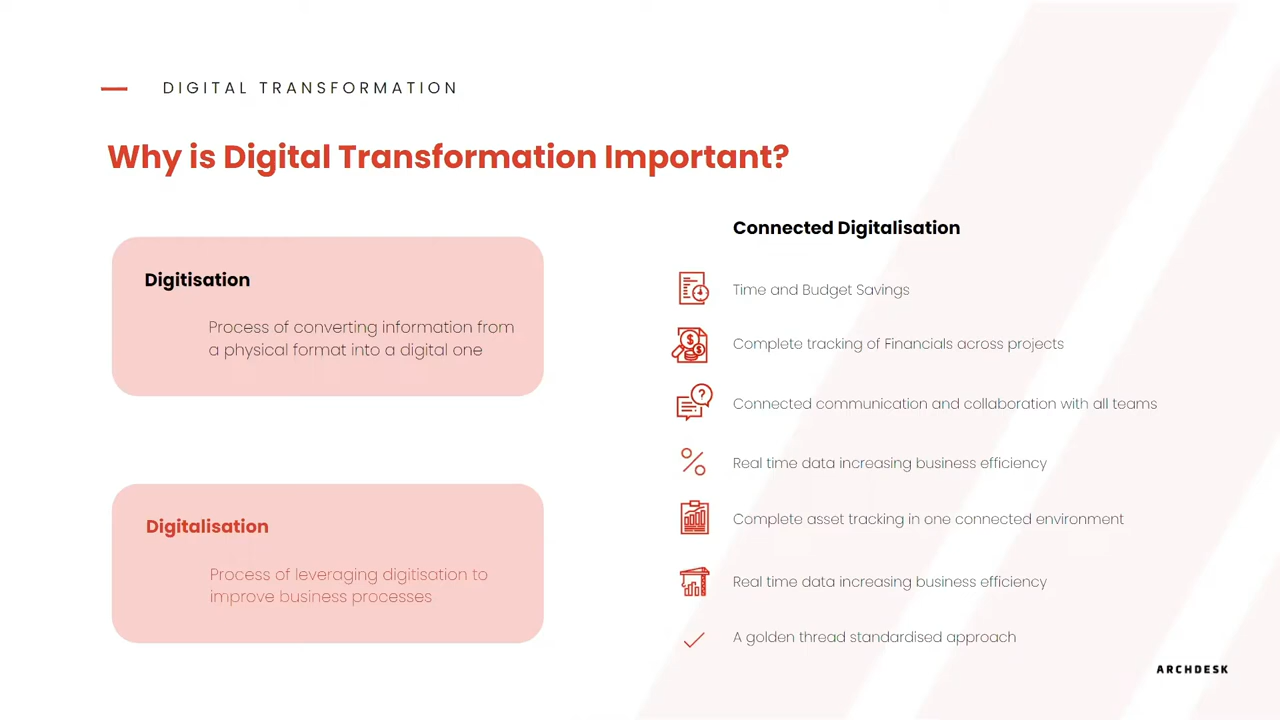 DIGITAL TRANSFORMATION
Why is Digital Transformation Important?
Digitisation
Process of converting information from
a physical format into a digital one
Digitalisation
Process of leveraging digitisation to
improve business processes
Connected Digitalisation
Time and Budget Savings
Complete tracking of Financials across projects
Connected communication and collaboration with all teams
Real time data increasing business efficiency
Complete asset tracking in one connected environment
Real time data increasing business efficiency
A golden thread standardised approach
ARCHDESK